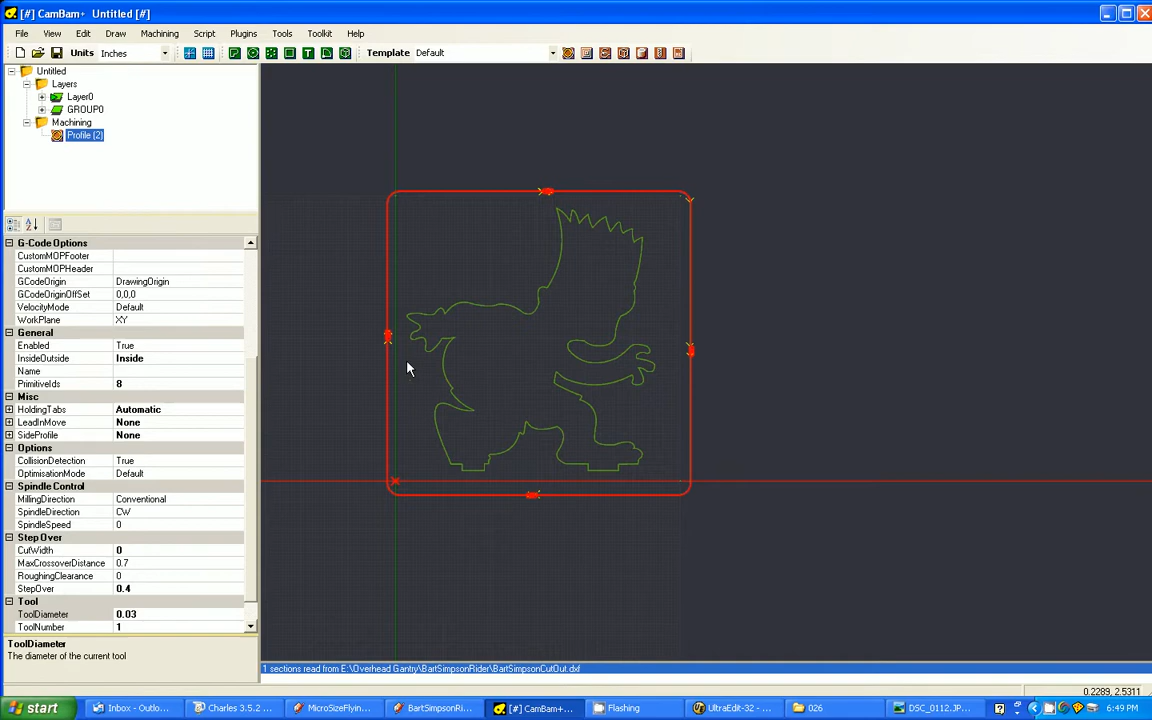 [#] CamBam+ Untitled [#]
File View Edit Draw Machining Script Plugins Tools Toolkit Help
Units Inches Template Default
Untitled
Layers
Layer0
GROUP0
Machining
Profile (2)
G-Code Options
CustomMOPFooter
CustomMOPHeader
GCodeOrigin DrawingOrigin
GCodeOriginOffSet 0,0,0
VelocityMode Default
WorkPlane XY
General
Enabled True
InsideOutside Inside
Name
PrimitiveIds 8
Misc
HoldingTabs Automatic
LeadInMove None
SideProfile None
Options
CollisionDetection True
OptimisationMode Default
Spindle Control
MillingDirection Conventional
SpindleDirection CW
SpindleSpeed 0
Step Over
CutWidth 0
MaxCrossoverDistance 0.7
RoughingClearance 0
StepOver 0.4
Tool
ToolDiameter 0.03
ToolNumber 1
ToolDiameter
The diameter of the current tool
1 sections read from E:\Overhead Gantry\BartSimpsonRider\BartSimpsonCutOut.dxf
0.2289, 2.5311
start Inbox - Outlo... Charles 3.5.2 ... MicroSizeFlyin... BartSimpsonRi... [#] CamBam+... Flashing UltraEdit-32 - ... 026 DSC_0112.JP... 6:49 PM